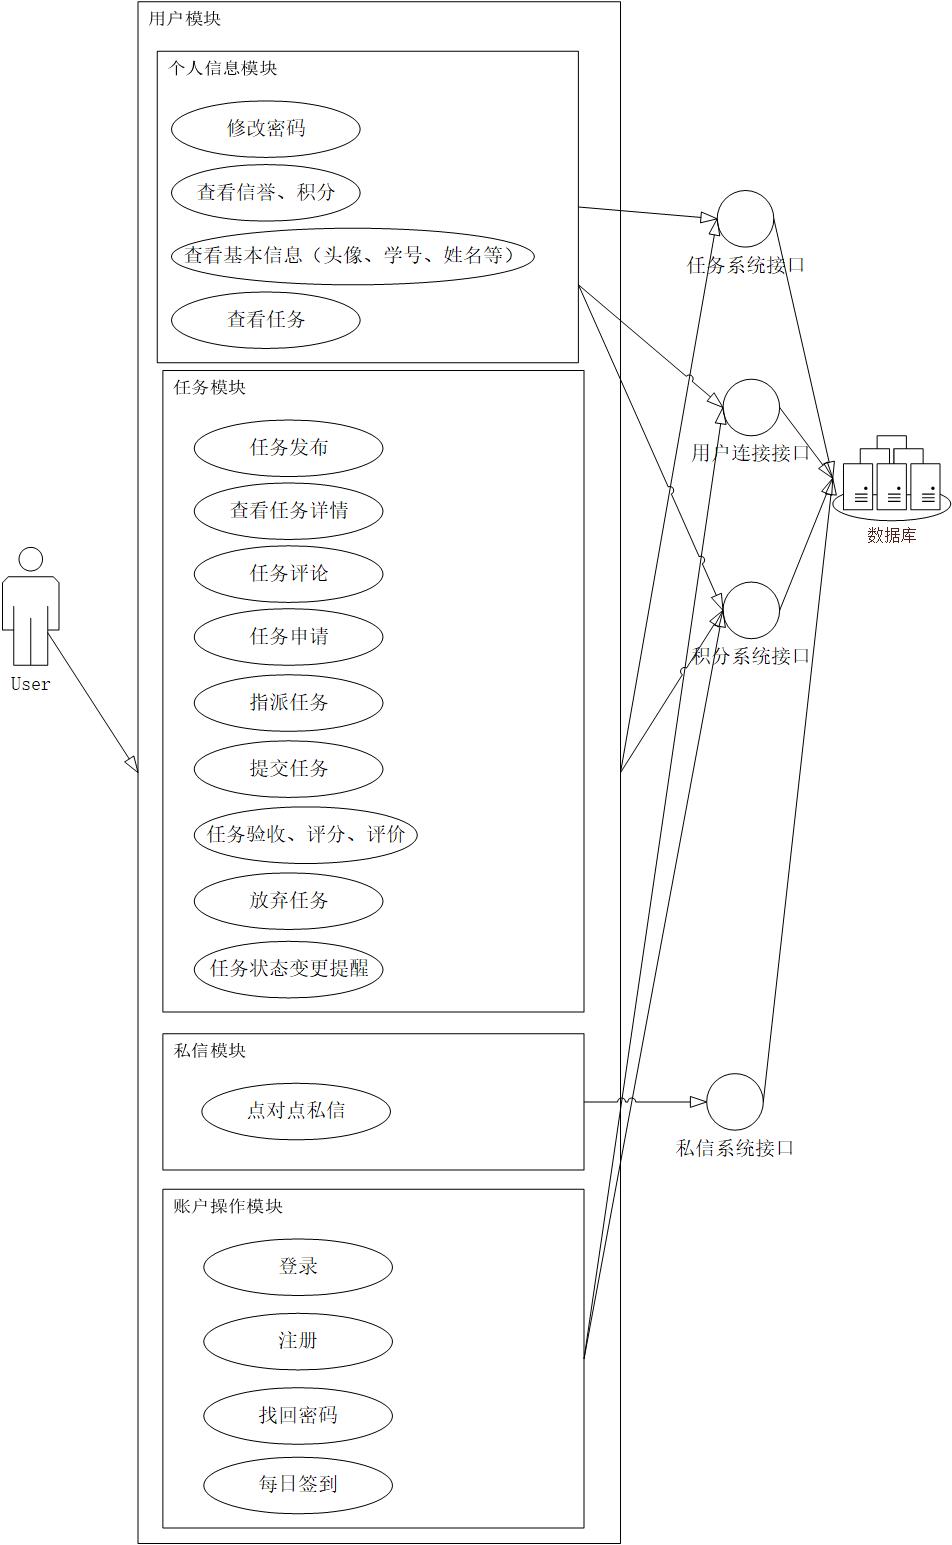 用户模块
个人信息模块
修改密码
查看信誉、积分
查看基本信息（头像、学号、姓名等）
查看任务
任务模块
任务发布
查看任务详情
任务评论
任务申请
指派任务
提交任务
任务验收、评分、评价
放弃任务
任务状态变更提醒
私信模块
点对点私信
账户操作模块
登录
注册
找回密码
每日签到
User
任务系统接口
用户连接接口
积分系统接口
私信系统接口
数据库